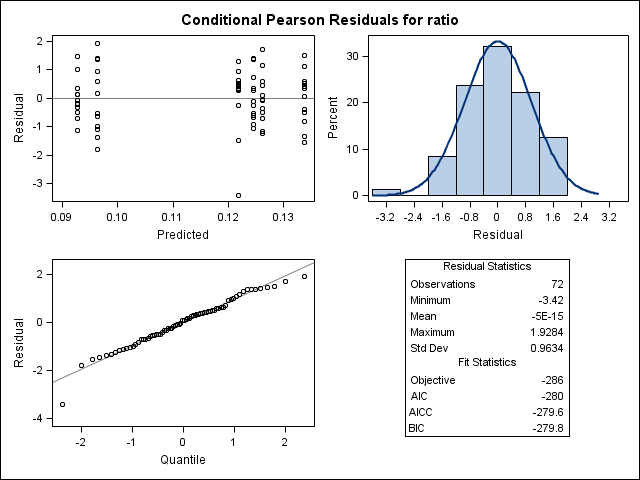 Conditional Pearson Residuals for ratio
2
1
0
-1
-2
-3
Residual
0.09 0.10 0.11 0.12 0.13
Predicted
30
20
10
0
Percent
-3.2 -2.4 -1.6 -0.8 0 0.8 1.6 2.4 3.2
Residual
2
0
-2
-4
Residual
-2 -1 0 1 2
Quantile
Residual Statistics
Observations 72
Minimum -3.42
Mean -5E-15
Maximum 1.9284
Std Dev 0.9634
Fit Statistics
Objective -286
AIC -280
AICC -279.6
BIC -279.8